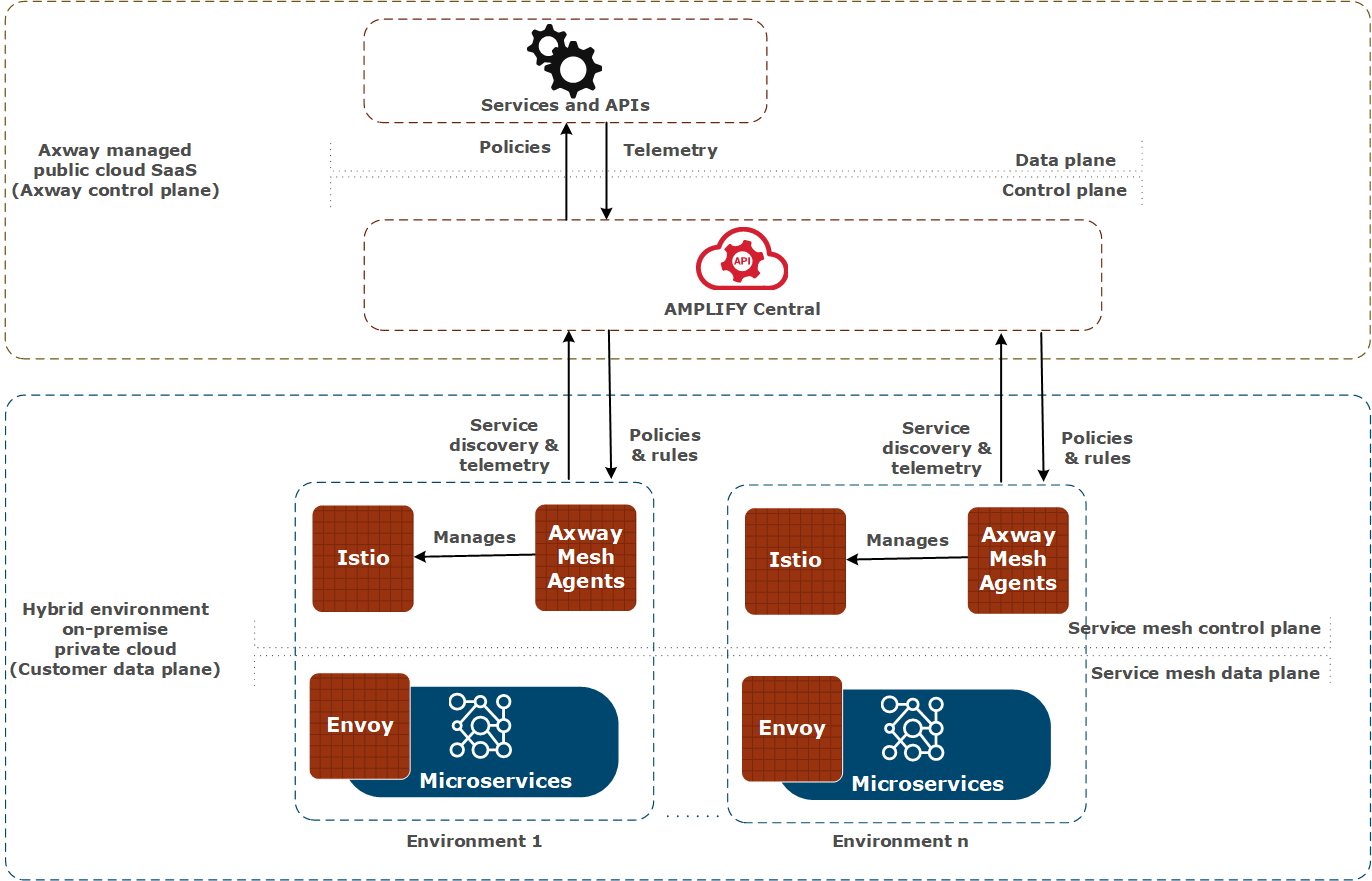 Services and APIs
Policies
Telemetry
Axway managed
public cloud SaaS
(Axway control plane)
Data plane
Control plane
API
AMPLIFY Central
Service
discovery &
telemetry
Policies
& rules
Service
discovery &
telemetry
Policies
& rules
Istio
Manages
Axway
Mesh
Agents
Istio
Manages
Axway
Mesh
Agents
Hybrid environment
on-premise
private cloud
(Customer data plane)
Service mesh control plane
Service mesh data plane
Envoy
Microservices
Envoy
Microservices
. . . . . .
Environment 1
Environment n